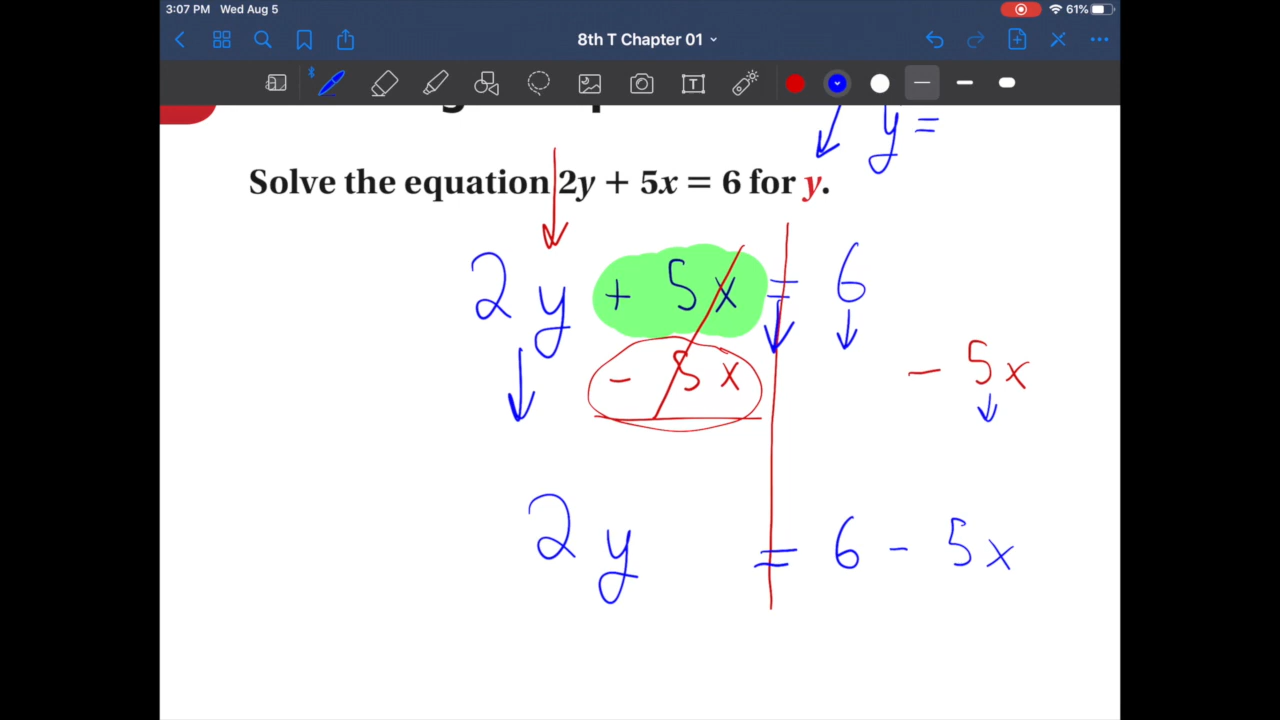 3:07 PM Wed Aug 5 61%
8th T Chapter 01
T
y =
Solve the equation 2y + 5x = 6 for y.
2y + 5x = 6
- 5x - 5x
2y = 6 - 5x